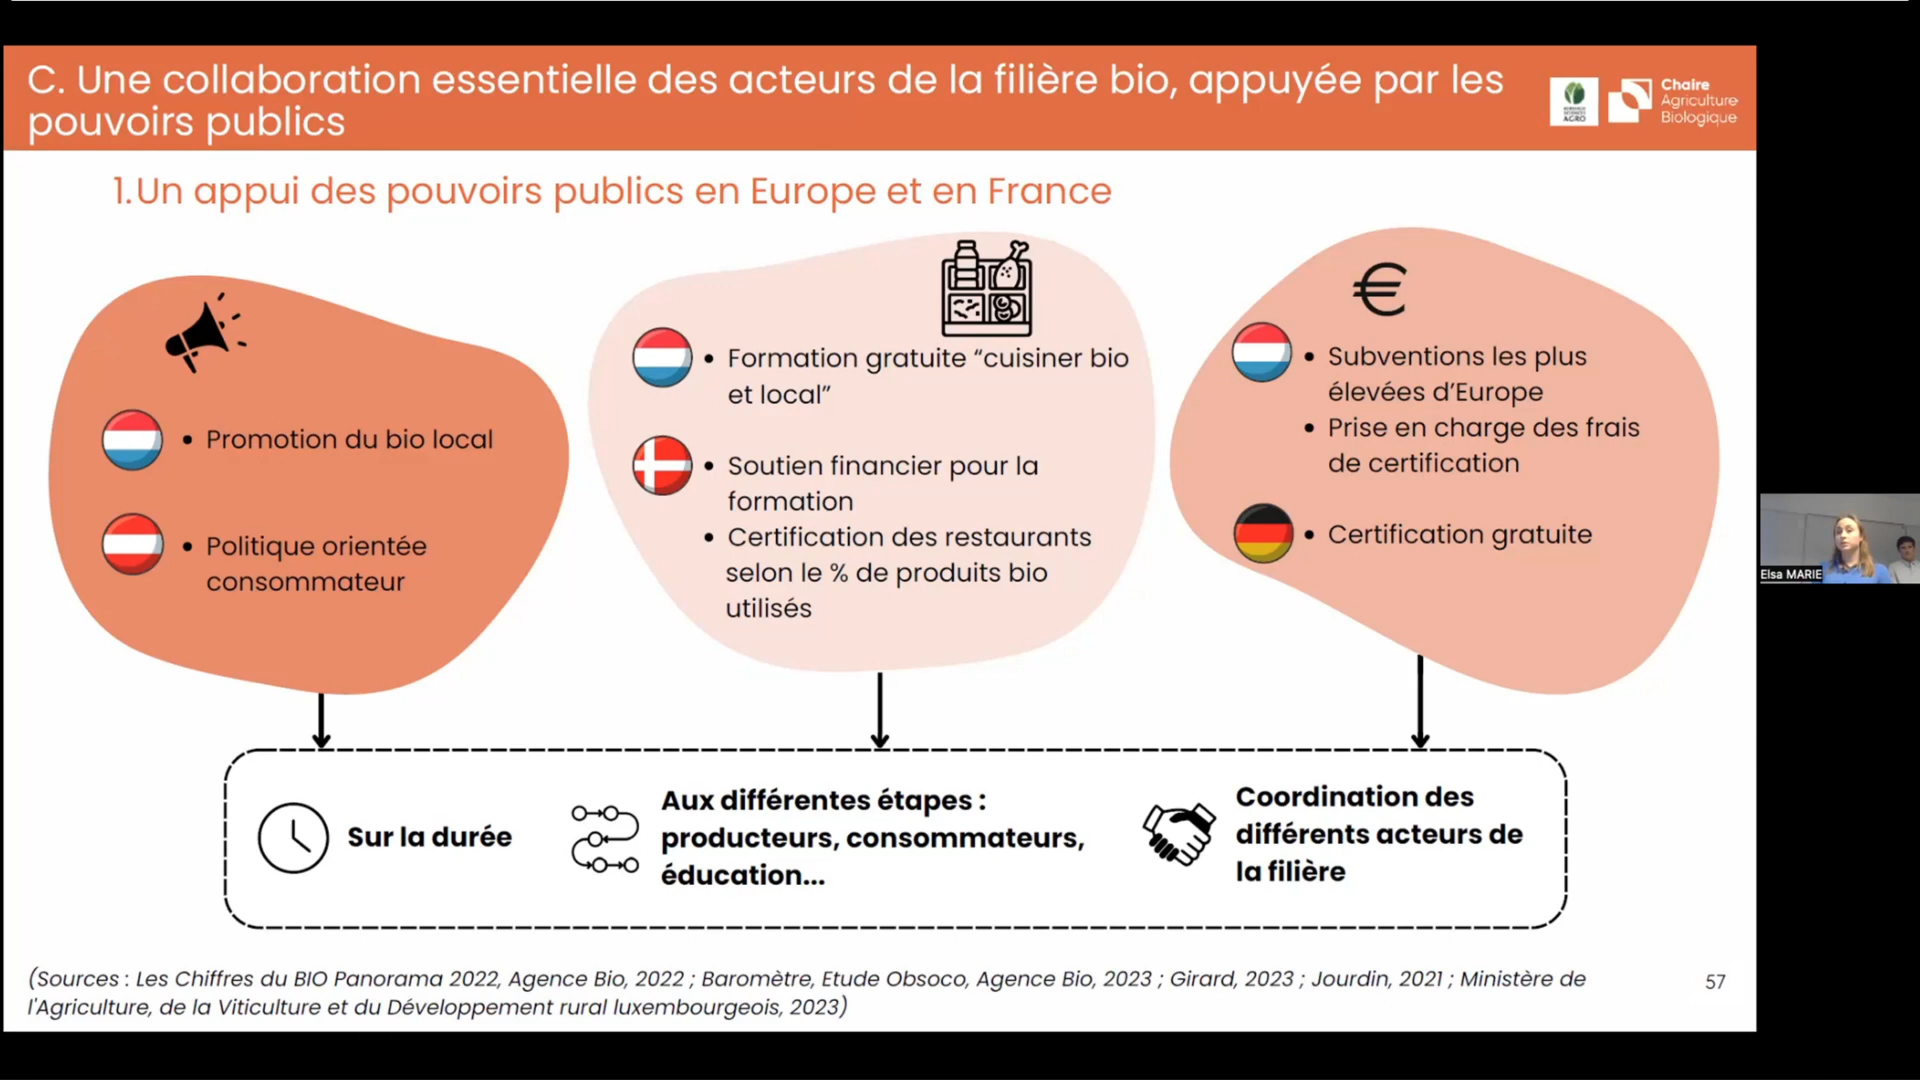 C. Une collaboration essentielle des acteurs de la filière bio, appuyée par les
pouvoirs publics
Chaire
Agriculture
Biologique
AGRO
1.Un appui des pouvoirs publics en Europe et en France
• Promotion du bio local
• Politique orientée
consommateur
• Formation gratuite “cuisiner bio
et local”
• Soutien financier pour la
formation
• Certification des restaurants
selon le % de produits bio
utilisés
€
• Subventions les plus
élevées d’Europe
• Prise en charge des frais
de certification
• Certification gratuite
Sur la durée
Aux différentes étapes :
producteurs, consommateurs,
éducation...
Coordination des
différents acteurs de
la filière
(Sources : Les Chiffres du BIO Panorama 2022, Agence Bio, 2022 ; Baromètre, Etude Obsoco, Agence Bio, 2023 ; Girard, 2023 ; Jourdin, 2021 ; Ministère de
l'Agriculture, de la Viticulture et du Développement rural luxembourgeois, 2023)
57
Elsa MARIE